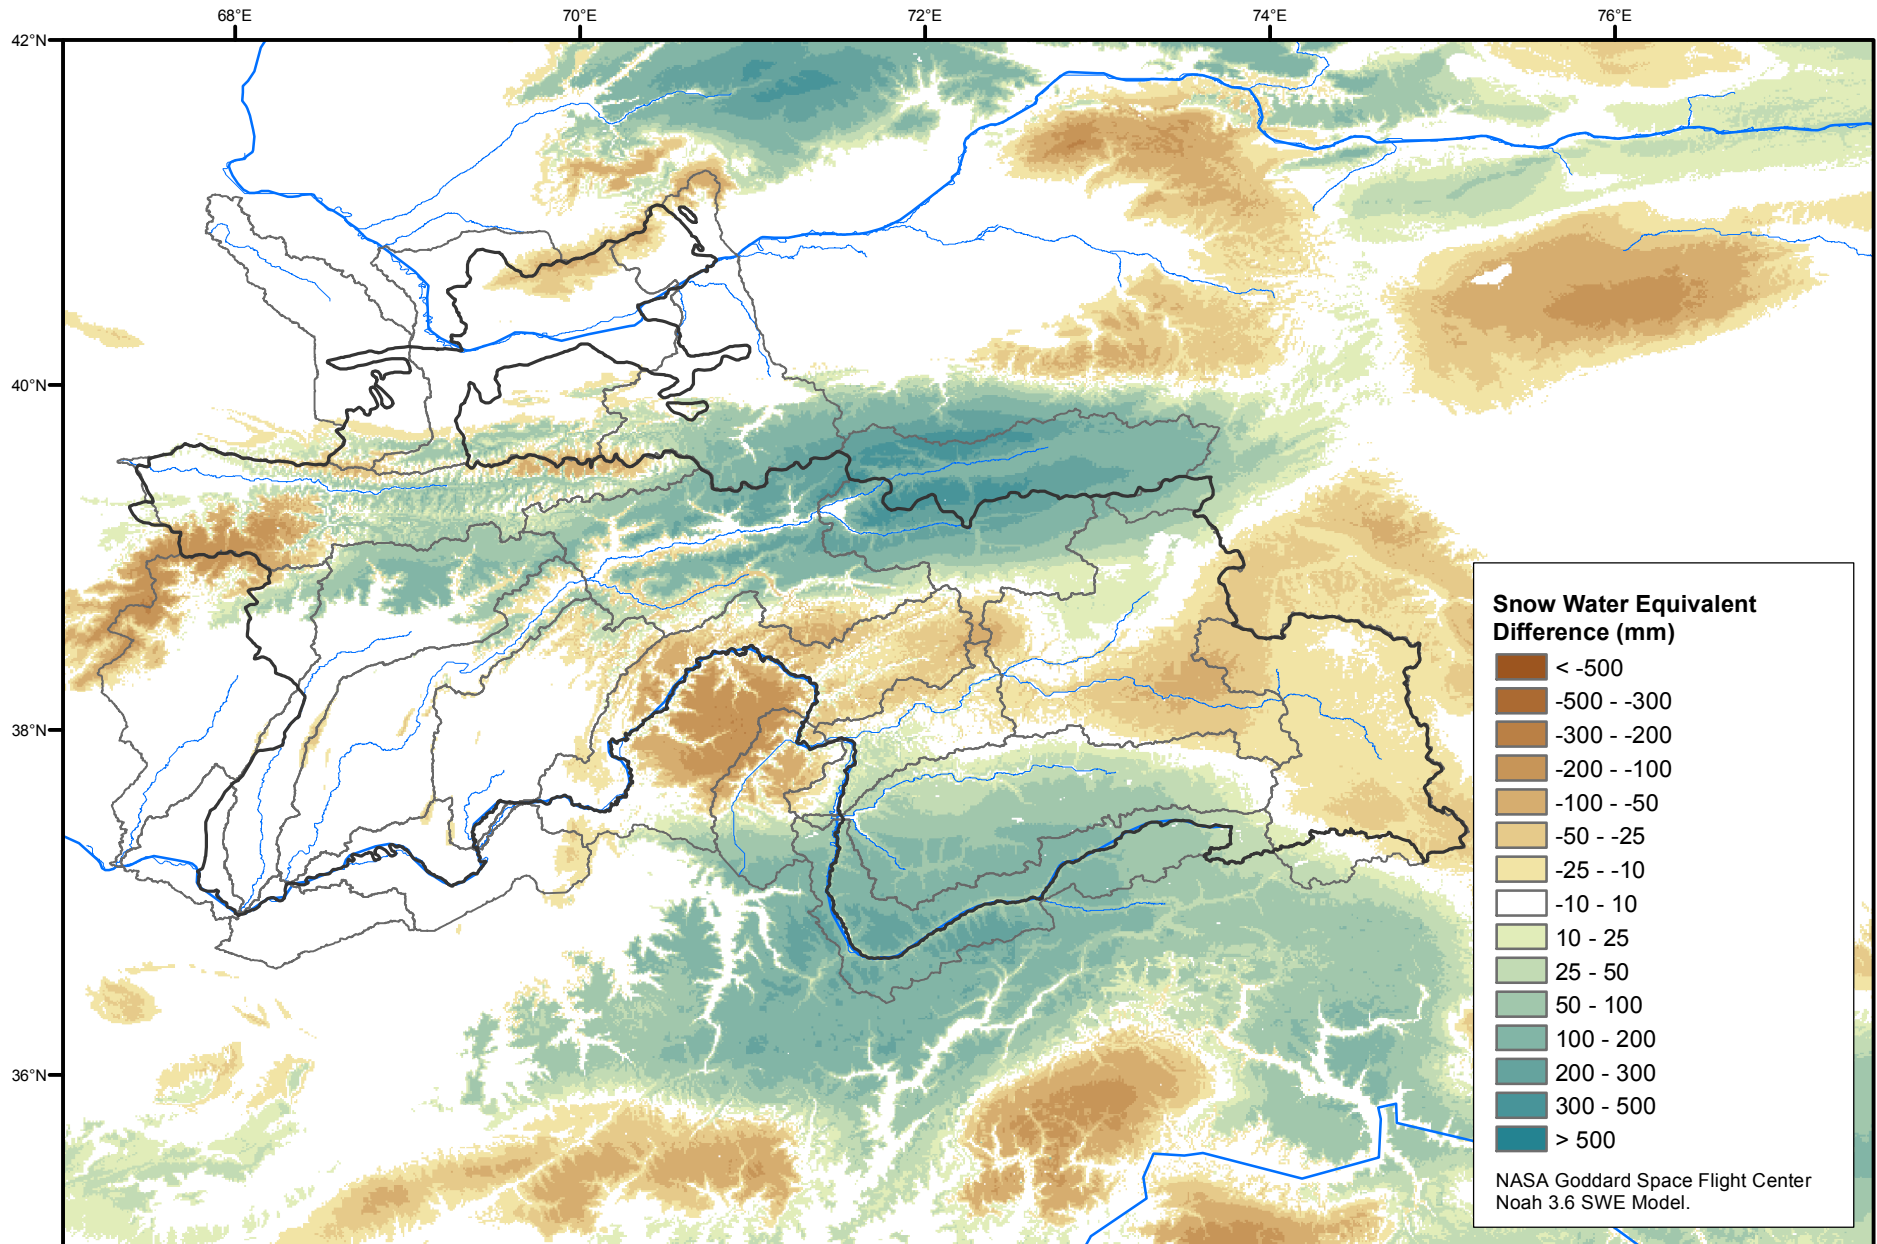 68°E 70°E 72°E 74°E 76°E
42°N
40°N
38°N
36°N
Snow Water Equivalent
Difference (mm)
< -500
-500 - -300
-300 - -200
-200 - -100
-100 - -50
-50 - -25
-25 - -10
-10 - 10
10 - 25
25 - 50
50 - 100
100 - 200
200 - 300
300 - 500
> 500
NASA Goddard Space Flight Center
Noah 3.6 SWE Model.